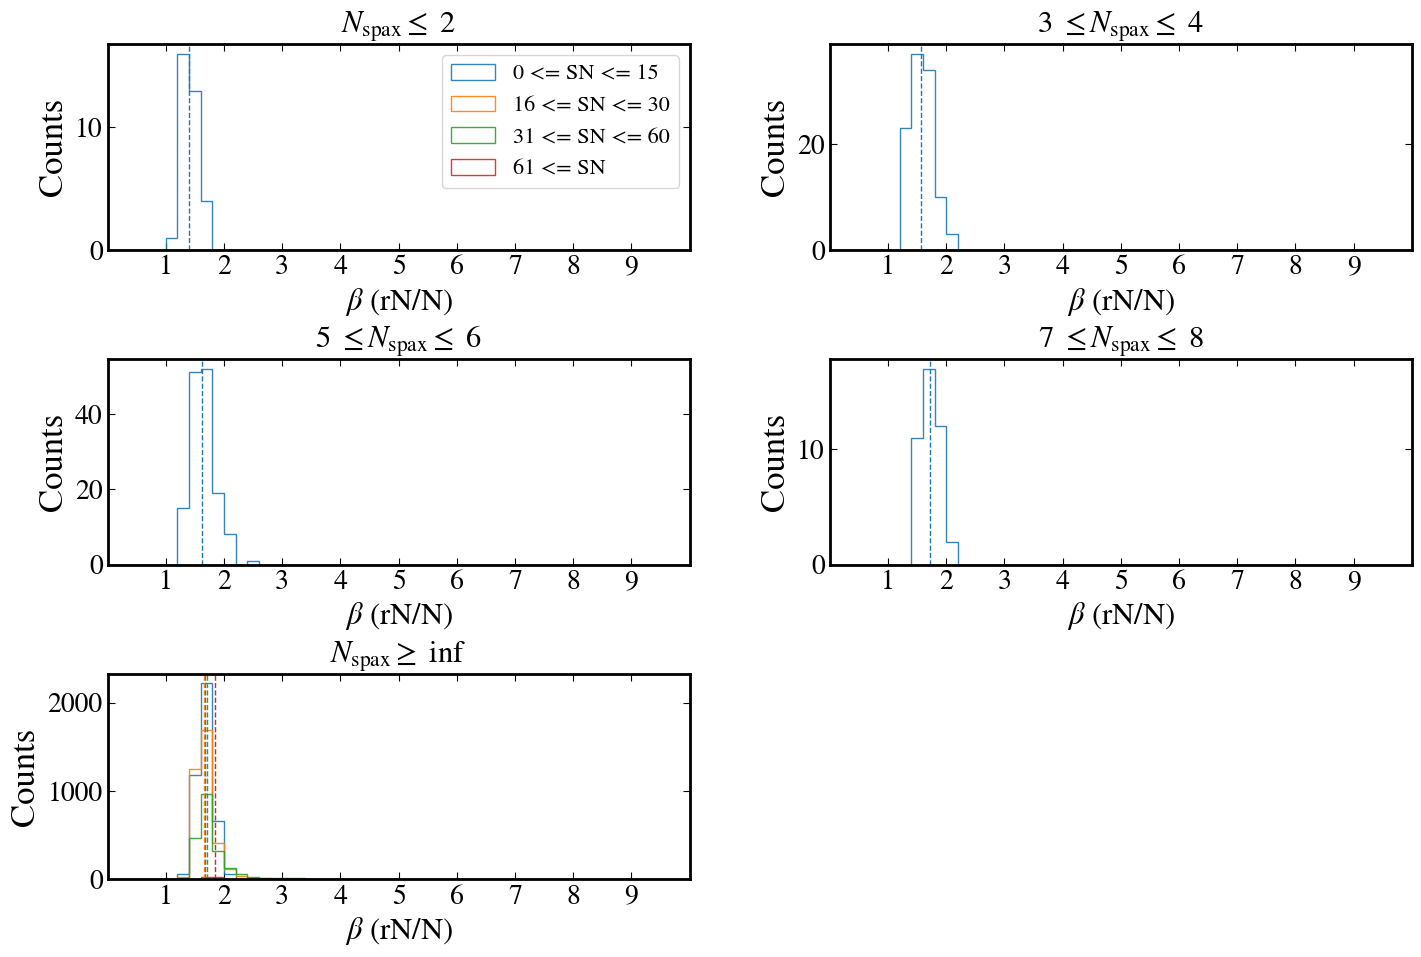 N_spax ≤ 2
Counts
10
0
0 <= SN <= 15
16 <= SN <= 30
31 <= SN <= 60
61 <= SN
1 2 3 4 5 6 7 8 9
β (rN/N)
3 ≤N_spax≤ 4
Counts
20
0
1 2 3 4 5 6 7 8 9
β (rN/N)
5 ≤N_spax≤ 6
Counts
40
20
0
1 2 3 4 5 6 7 8 9
β (rN/N)
7 ≤N_spax≤ 8
Counts
10
0
1 2 3 4 5 6 7 8 9
β (rN/N)
N_spax≥ inf
Counts
2000
1000
0
1 2 3 4 5 6 7 8 9
β (rN/N)